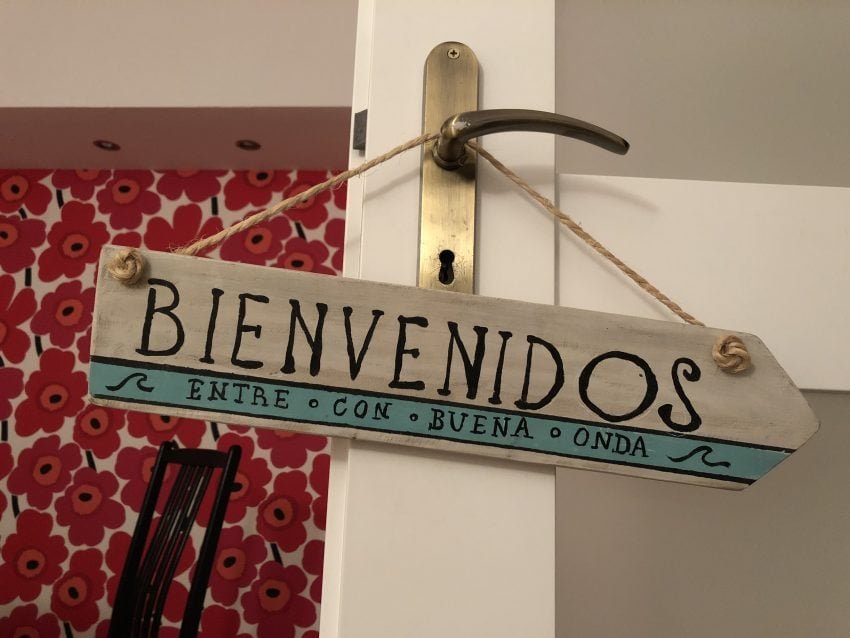 BIENVENIDOS
ENTRE ∘ CON ∘ BUENA ∘ ONDA